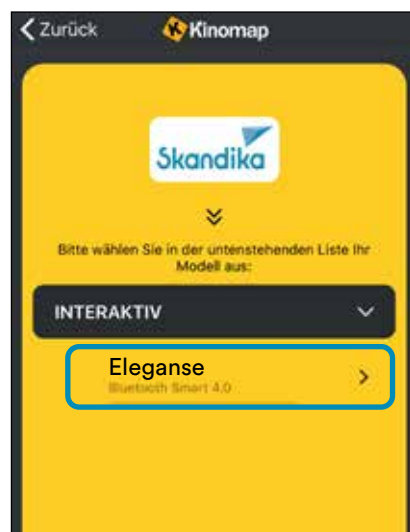 Zurück
Kinomap
Skandika
Bitte wählen Sie in der untenstehenden Liste Ihr
Modell aus:
INTERAKTIV
Eleganse
Bluetooth Smart 4.0